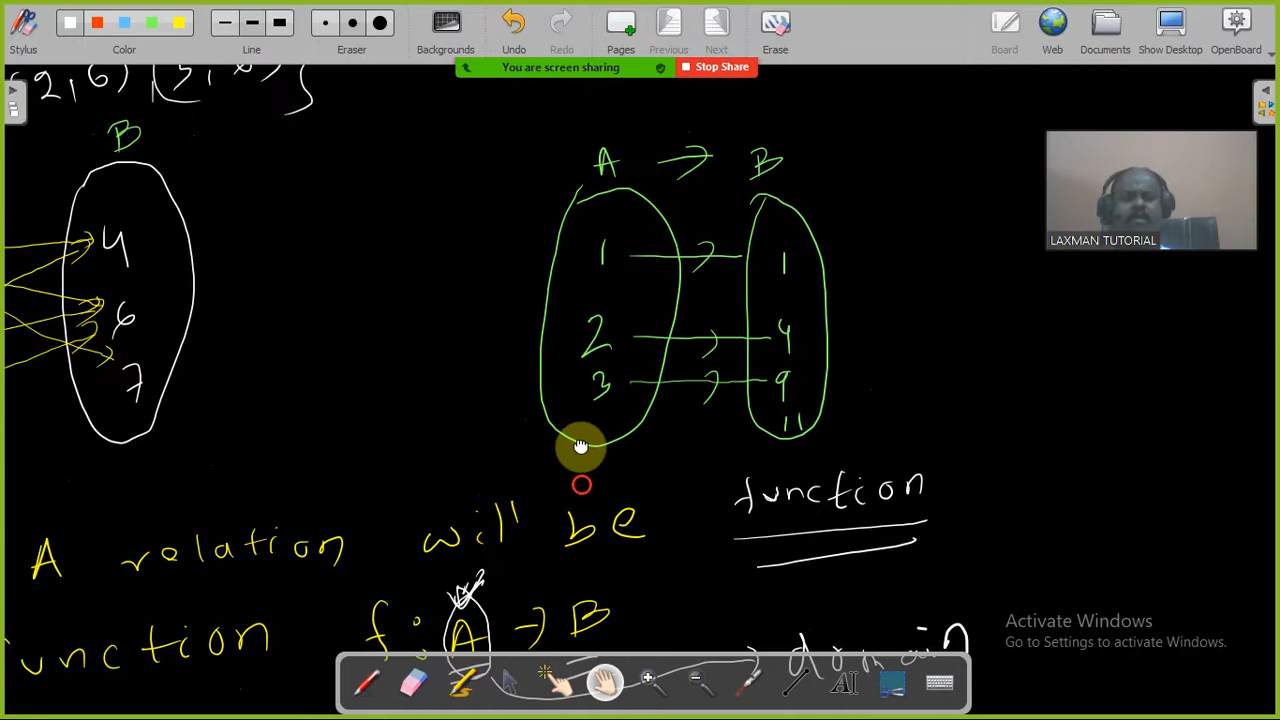 Stylus
Color
Line
Eraser
Backgrounds
Undo
Redo
Pages
Previous
Next
Erase
Board
Web
Documents
Show Desktop
OpenBoard
You are screen sharing
Stop Share
B
4
6
7
A → B
1
2
3
1
4
9
11
LAXMAN TUTORIAL
function
A relation will be
unction f : A → B
domain
Activate Windows
Go to Settings to activate Windows.